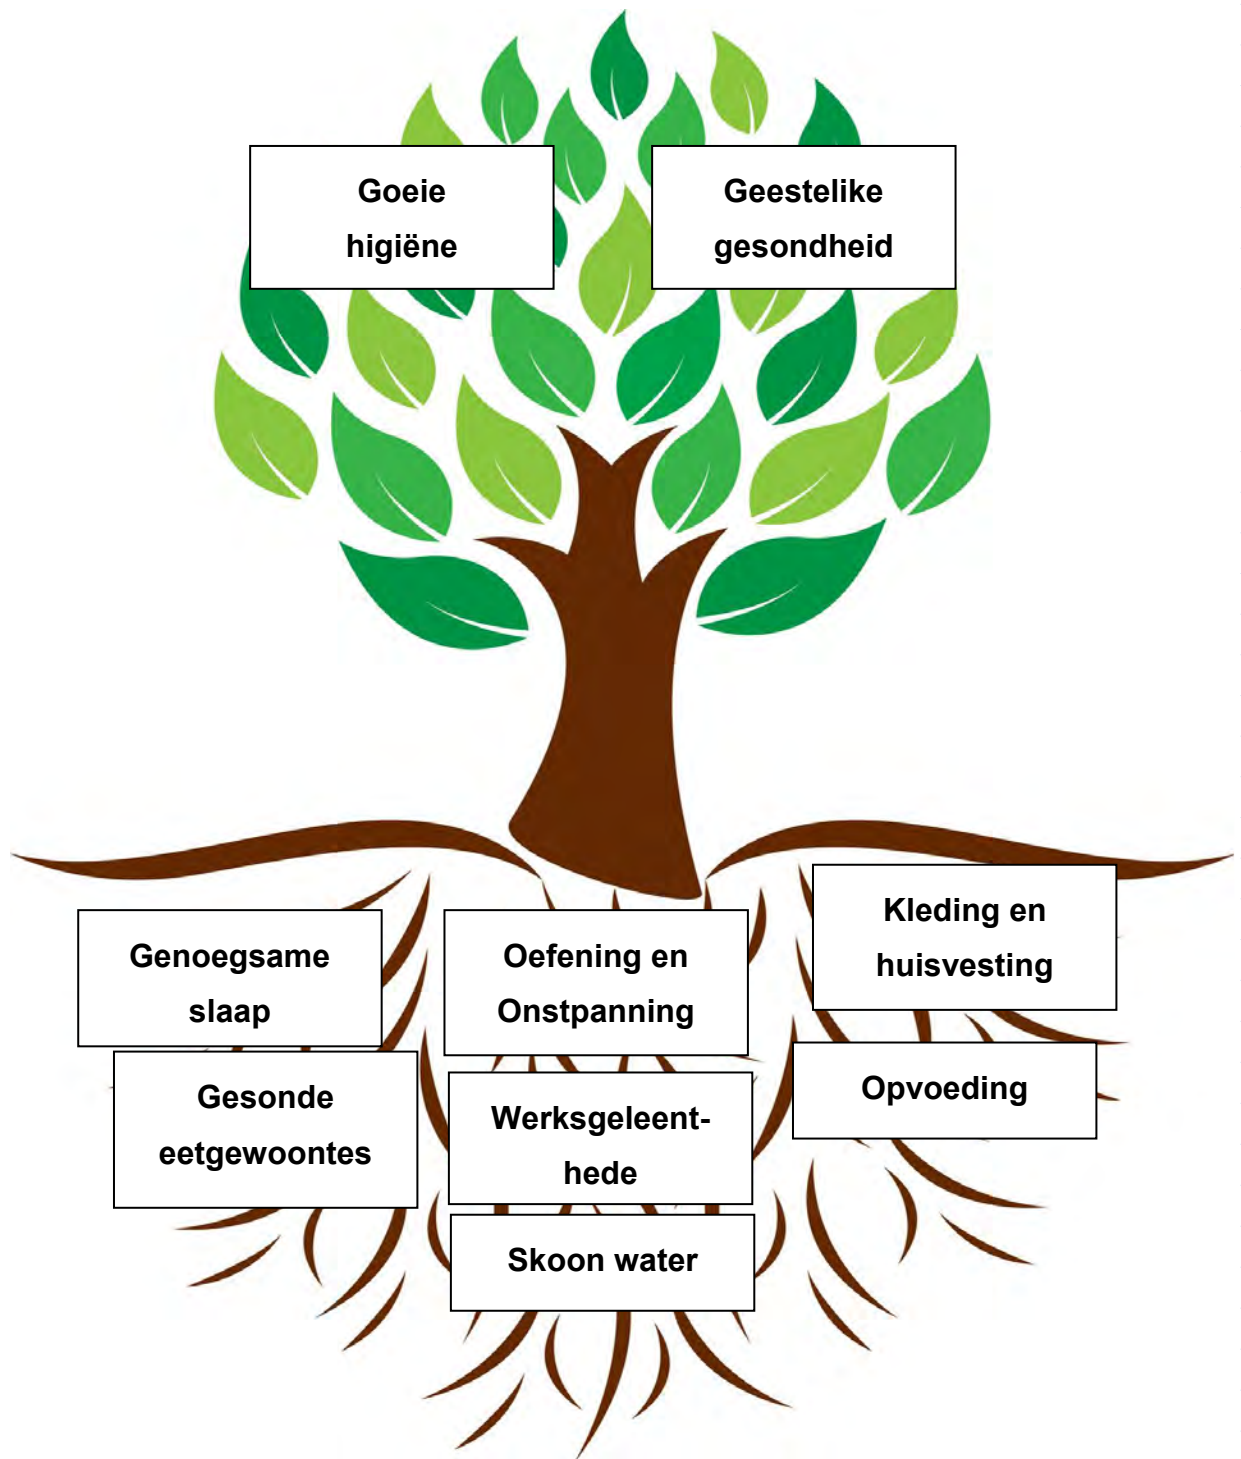 Goeie
higiëne
Geestelike
gesondheid
Genoegsame
slaap
Oefening en
Onstpanning
Kleding en
huisvesting
Gesonde
eetgewoontes
Werksgeleent-
hede
Opvoeding
Skoon water